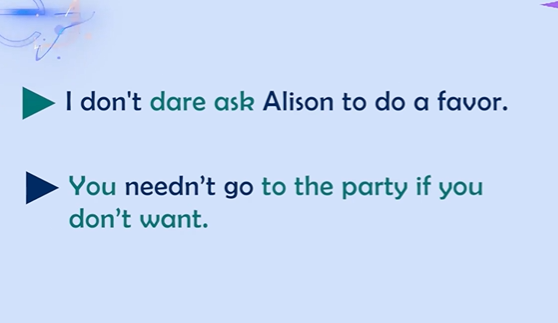 I don't dare ask Alison to do a favor.
You needn’t go to the party if you
don’t want.